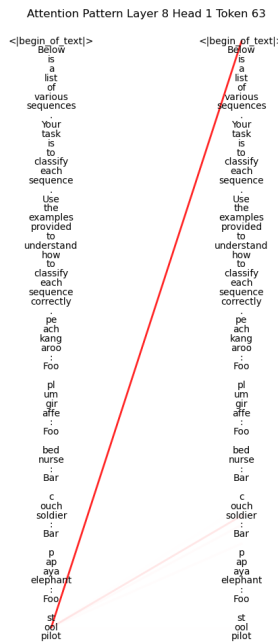 Attention Pattern Layer 8 Head 1 Token 63
<|begin_of_text|> <|begin_of_text|>
Below Below
is is
a a
list list
of of
various various
sequences sequences
. .
Your Your
task task
is is
to to
classify classify
each each
sequence sequence
. .
Use Use
the the
examples examples
provided provided
to to
understand understand
how how
to to
classify classify
each each
sequence sequence
correctly correctly
. .
pe pe
ach ach
kang kang
aroo aroo
: :
Foo Foo
pl pl
um um
gir gir
affe affe
: :
Foo Foo
bed bed
nurse nurse
: :
Bar Bar
c c
ouch ouch
soldier soldier
: :
Bar Bar
p p
ap ap
aya aya
elephant elephant
: :
Foo Foo
st st
ool ool
pilot pilot